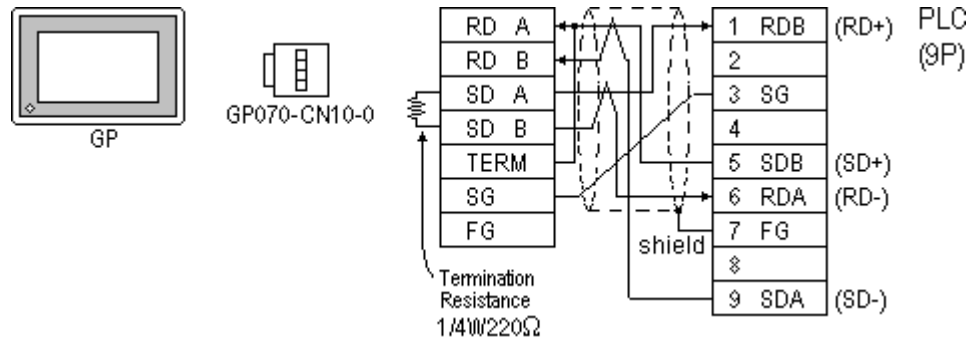 GP
GP070-CN10-0
RD A
RD B
SD A
SD B
TERM
SG
FG
Termination
Resistance
1/4W220Ω
shield
1 RDB (RD+)
2
3 SG
4
5 SDB (SD+)
6 RDA (RD-)
7 FG
8
9 SDA (SD-)
PLC
(9P)